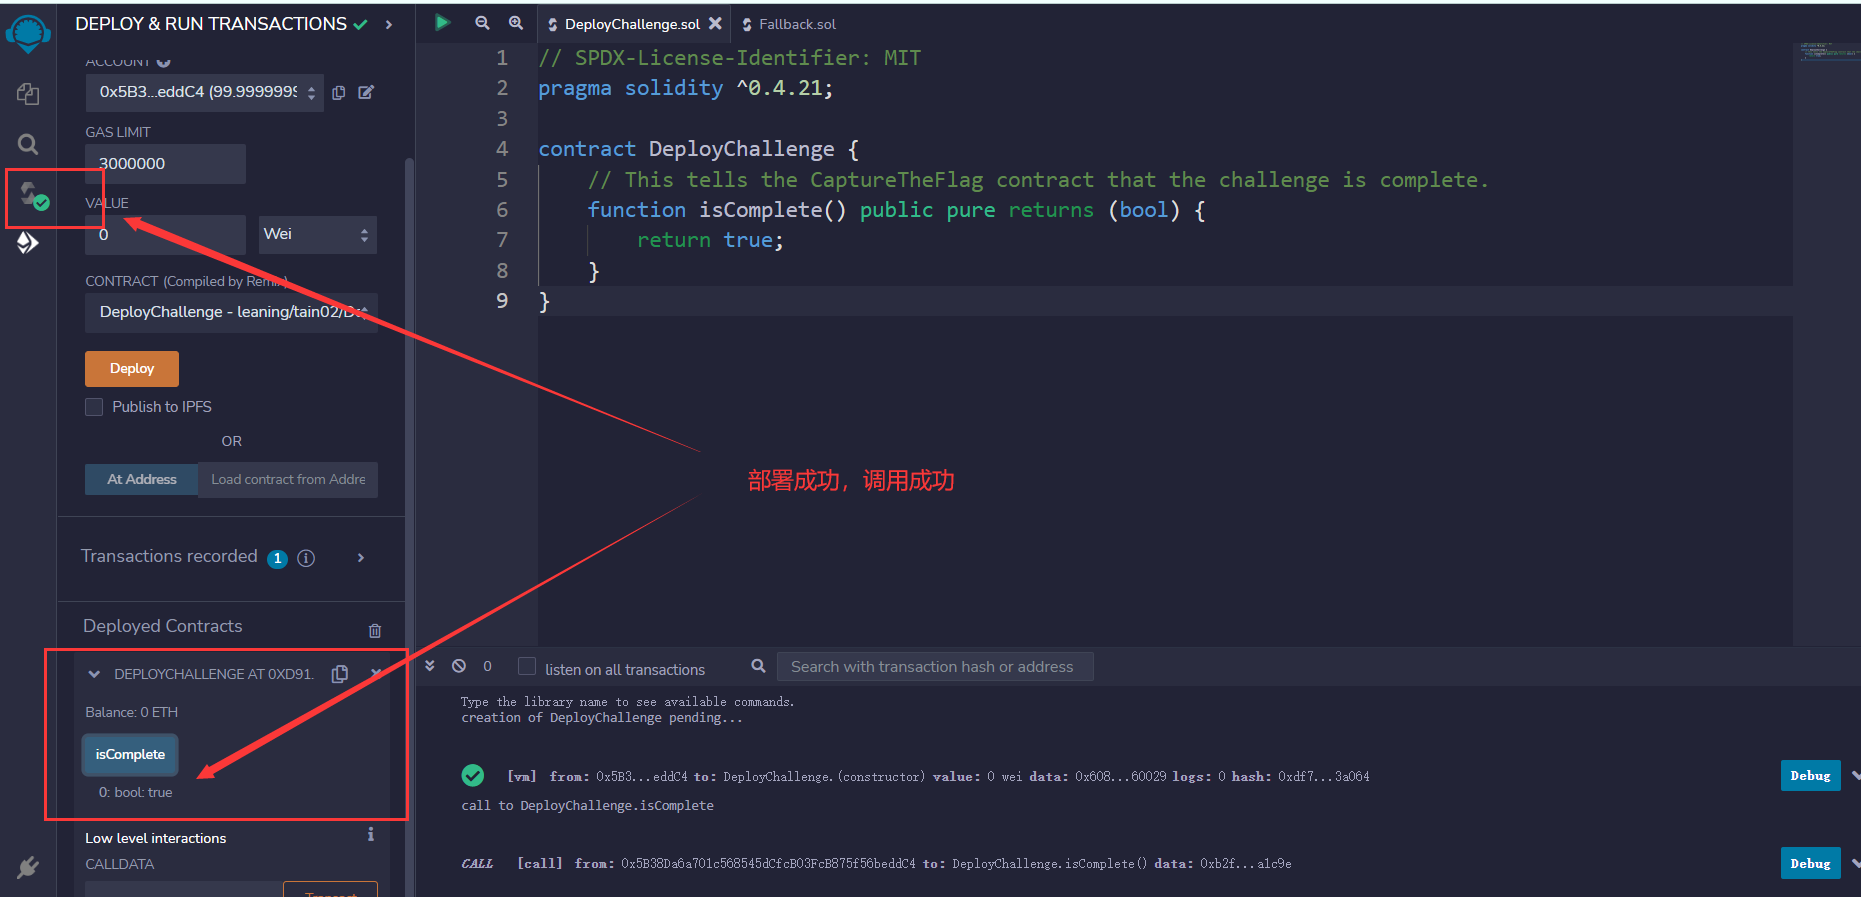 DEPLOY & RUN TRANSACTIONS
ACCOUNT
0x5B3...eddC4 (99.9999999
GAS LIMIT
3000000
VALUE
0
Wei
CONTRACT (Compiled by Remix)
DeployChallenge - leaning/tain02/De
Deploy
Publish to IPFS
OR
At Address
Load contract from Addre
Transactions recorded 1 i
Deployed Contracts
DEPLOYCHALLENGE AT 0XD91.
Balance: 0 ETH
isComplete
0: bool: true
Low level interactions
i
CALLDATA
Transact
DeployChallenge.sol
Fallback.sol
1 // SPDX-License-Identifier: MIT
2 pragma solidity ^0.4.21;
3
4 contract DeployChallenge {
5 // This tells the CaptureTheFlag contract that the challenge is complete.
6 function isComplete() public pure returns (bool) {
7 return true;
8 }
9 }
部署成功，调用成功
0
listen on all transactions
Search with transaction hash or address
Type the library name to see available commands.
creation of DeployChallenge pending...
[vm] from: 0x5B3...eddC4 to: DeployChallenge.(constructor) value: 0 wei data: 0x608...60029 logs: 0 hash: 0xdf7...3a064
Debug
call to DeployChallenge.isComplete
CALL [call] from: 0x5B38Da6a701c568545dCfcB03FcB875f56beddC4 to: DeployChallenge.isComplete() data: 0xb2f...a1c9e
Debug